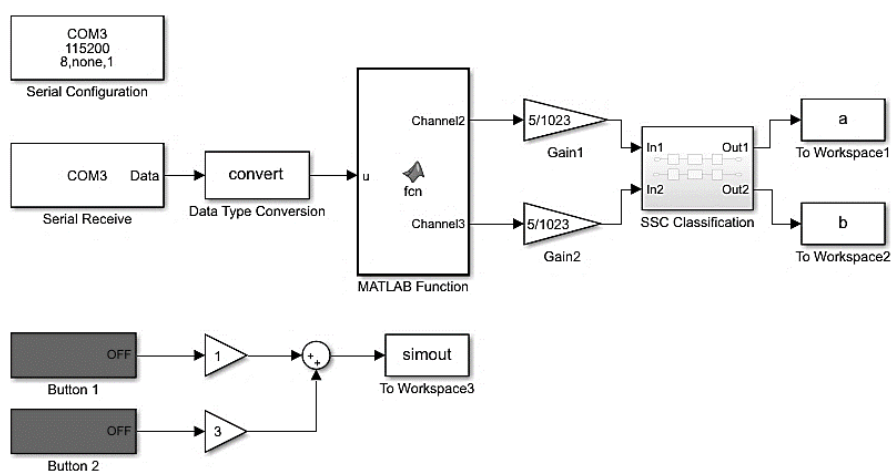 COM3
115200
8,none,1
Serial Configuration
COM3 Data
Serial Receive
convert
Data Type Conversion
u
fcn
Channel2
Channel3
MATLAB Function
5/1023
Gain1
5/1023
Gain2
In1 Out1
In2 Out2
SSC Classification
a
To Workspace1
b
To Workspace2
OFF
Button 1
1
++
simout
To Workspace3
OFF
Button 2
3